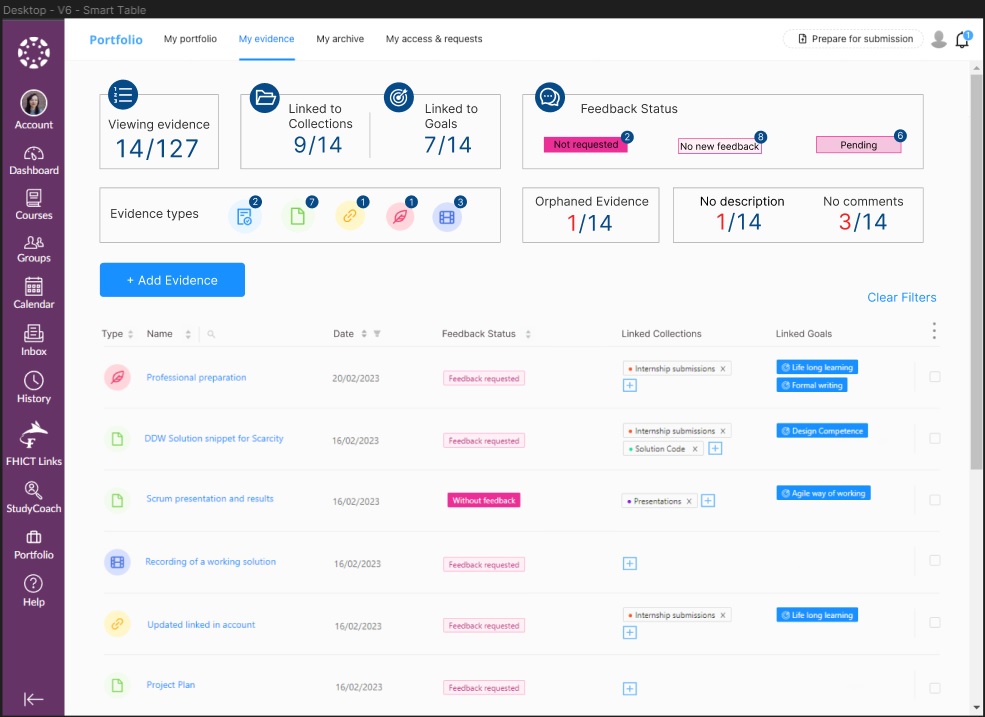 Desktop - V6 - Smart Table
Portfolio
My portfolio
My evidence
My archive
My access & requests
Prepare for submission
1
Account
Dashboard
Courses
Groups
Calendar
Inbox
History
FHICT Links
StudyCoach
Portfolio
Help
Viewing evidence
14/127
Linked to
Collections
9/14
Linked to
Goals
7/14
Feedback Status
Not requested
2
No new feedback
8
Pending
6
Evidence types
2
7
1
1
3
Orphaned Evidence
1/14
No description
1/14
No comments
3/14
+ Add Evidence
Clear Filters
Type Name Date Feedback Status Linked Collections Linked Goals
Professional preparation 20/02/2023 Feedback requested Internship submissions x Life long learning
+ Formal writing
DDW Solution snippet for Scarcity 16/02/2023 Feedback requested Internship submissions x Design Competence
Solution Code x +
Scrum presentation and results 16/02/2023 Without feedback Presentations x + Agile way of working
Recording of a working solution 16/02/2023 Feedback requested +
Updated linked in account 16/02/2023 Feedback requested Internship submissions x Life long learning
+
Project Plan 16/02/2023 Feedback requested +